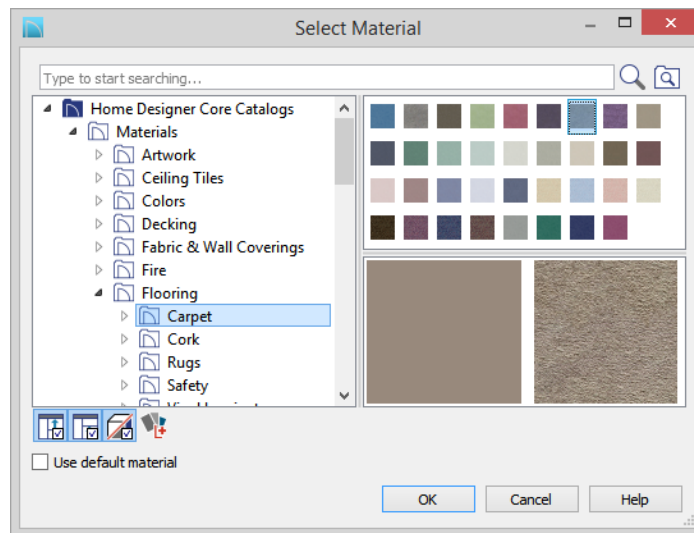 Select Material
Type to start searching...
Home Designer Core Catalogs
Materials
Artwork
Ceiling Tiles
Colors
Decking
Fabric & Wall Coverings
Fire
Flooring
Carpet
Cork
Rugs
Safety
Use default material
OK
Cancel
Help